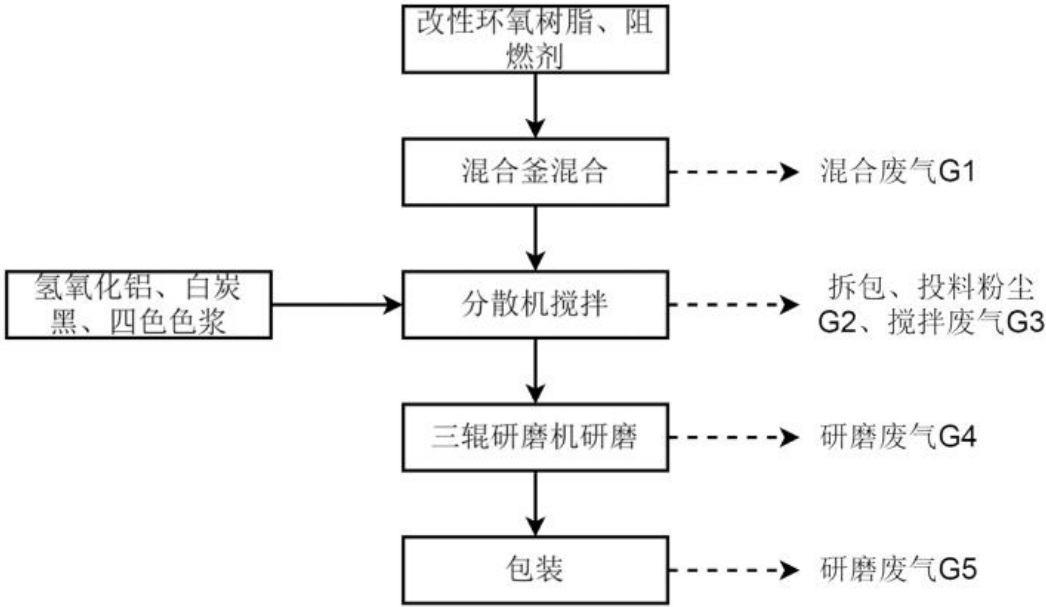 改性环氧树脂、阻
燃剂
混合釜混合
混合废气G1
氢氧化铝、白炭
黑、四色色浆
分散机搅拌
拆包、投料粉尘
G2、搅拌废气G3
三辊研磨机研磨
研磨废气G4
包装
研磨废气G5